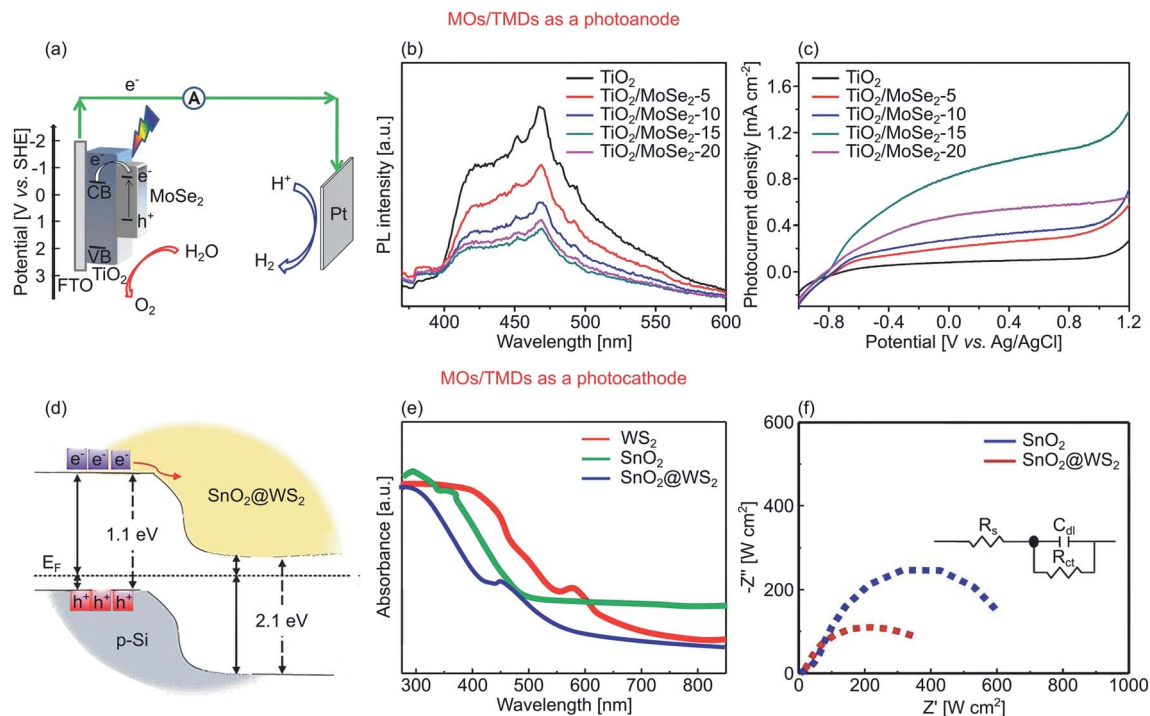 MOs/TMDs as a photoanode
(a)
e⁻
A
Potential [V vs. SHE]
-2
-1
0
1
2
3
e⁻
CB
e⁻
MoSe₂
h⁺
VB
TiO₂
FTO
H₂O
O₂
H⁺
H₂
Pt
(b)
PL intensity [a.u.]
TiO₂
TiO₂/MoSe₂-5
TiO₂/MoSe₂-10
TiO₂/MoSe₂-15
TiO₂/MoSe₂-20
400 450 500 550 600
Wavelength [nm]
(c)
Photocurrent density [mA cm⁻²]
1.6
1.2
0.8
0.4
0.0
TiO₂
TiO₂/MoSe₂-5
TiO₂/MoSe₂-10
TiO₂/MoSe₂-15
TiO₂/MoSe₂-20
-0.8 -0.4 0.0 0.4 0.8 1.2
Potential [V vs. Ag/AgCl]
MOs/TMDs as a photocathode
(d)
e⁻ e⁻ e⁻
SnO₂@WS₂
1.1 eV
E_F
h⁺ h⁺ h⁺
2.1 eV
p-Si
(e)
Absorbance [a.u.]
WS₂
SnO₂
SnO₂@WS₂
300 400 500 600 700 800
Wavelength [nm]
(f)
-Z" [W cm²]
600
400
300
200
100
0
SnO₂
SnO₂@WS₂
R_s
C_dl
R_ct
0 200 400 600 800 1000
Z' [W cm²]